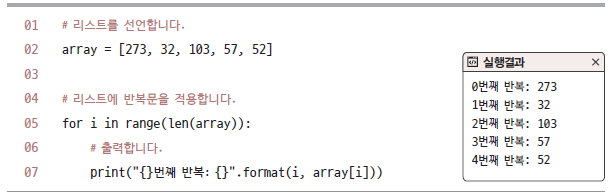 01 # 리스트를 선언합니다.
02 array = [273, 32, 103, 57, 52]
03
04 # 리스트에 반복문을 적용합니다.
05 for i in range(len(array)):
06 # 출력합니다.
07 print("{}번째 반복: {}".format(i, array[i]))
실행결과
0번째 반복: 273
1번째 반복: 32
2번째 반복: 103
3번째 반복: 57
4번째 반복: 52